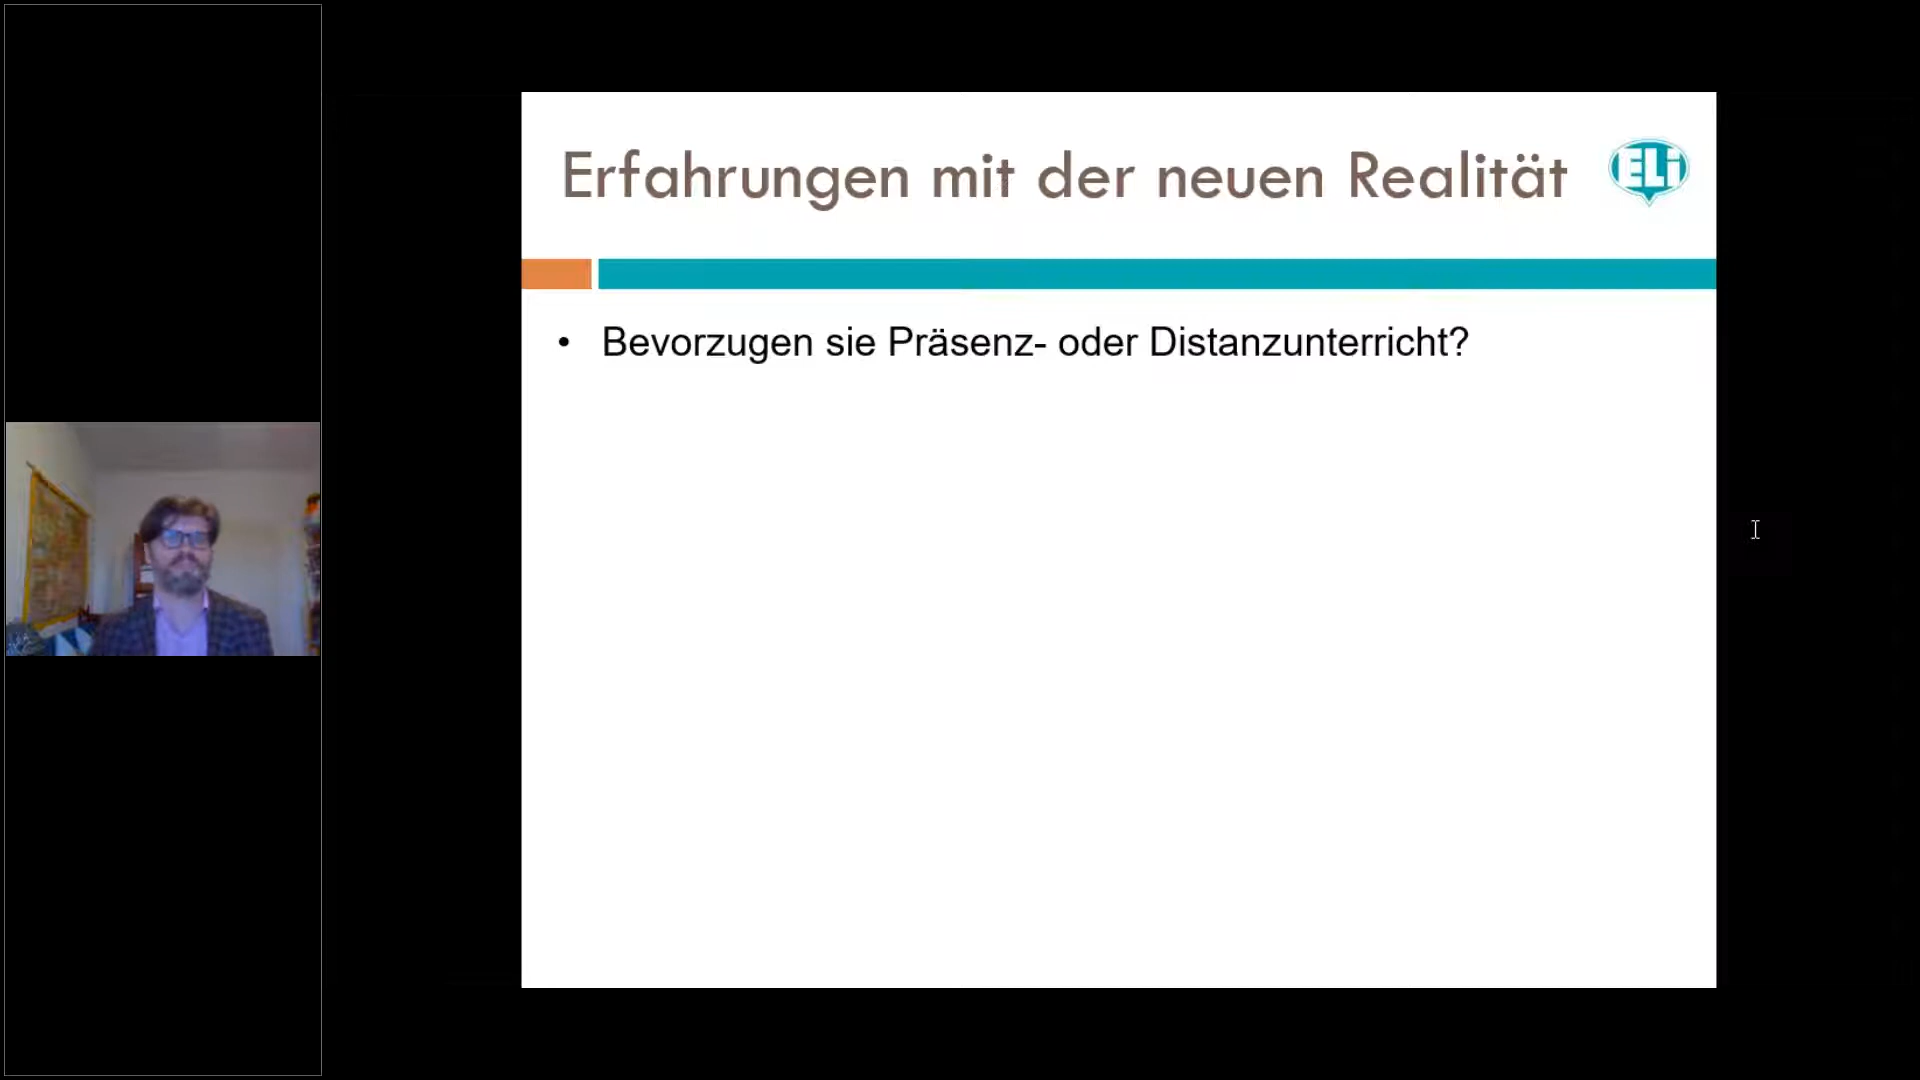 Erfahrungen mit der neuen Realität
ELi
• Bevorzugen sie Präsenz- oder Distanzunterricht?